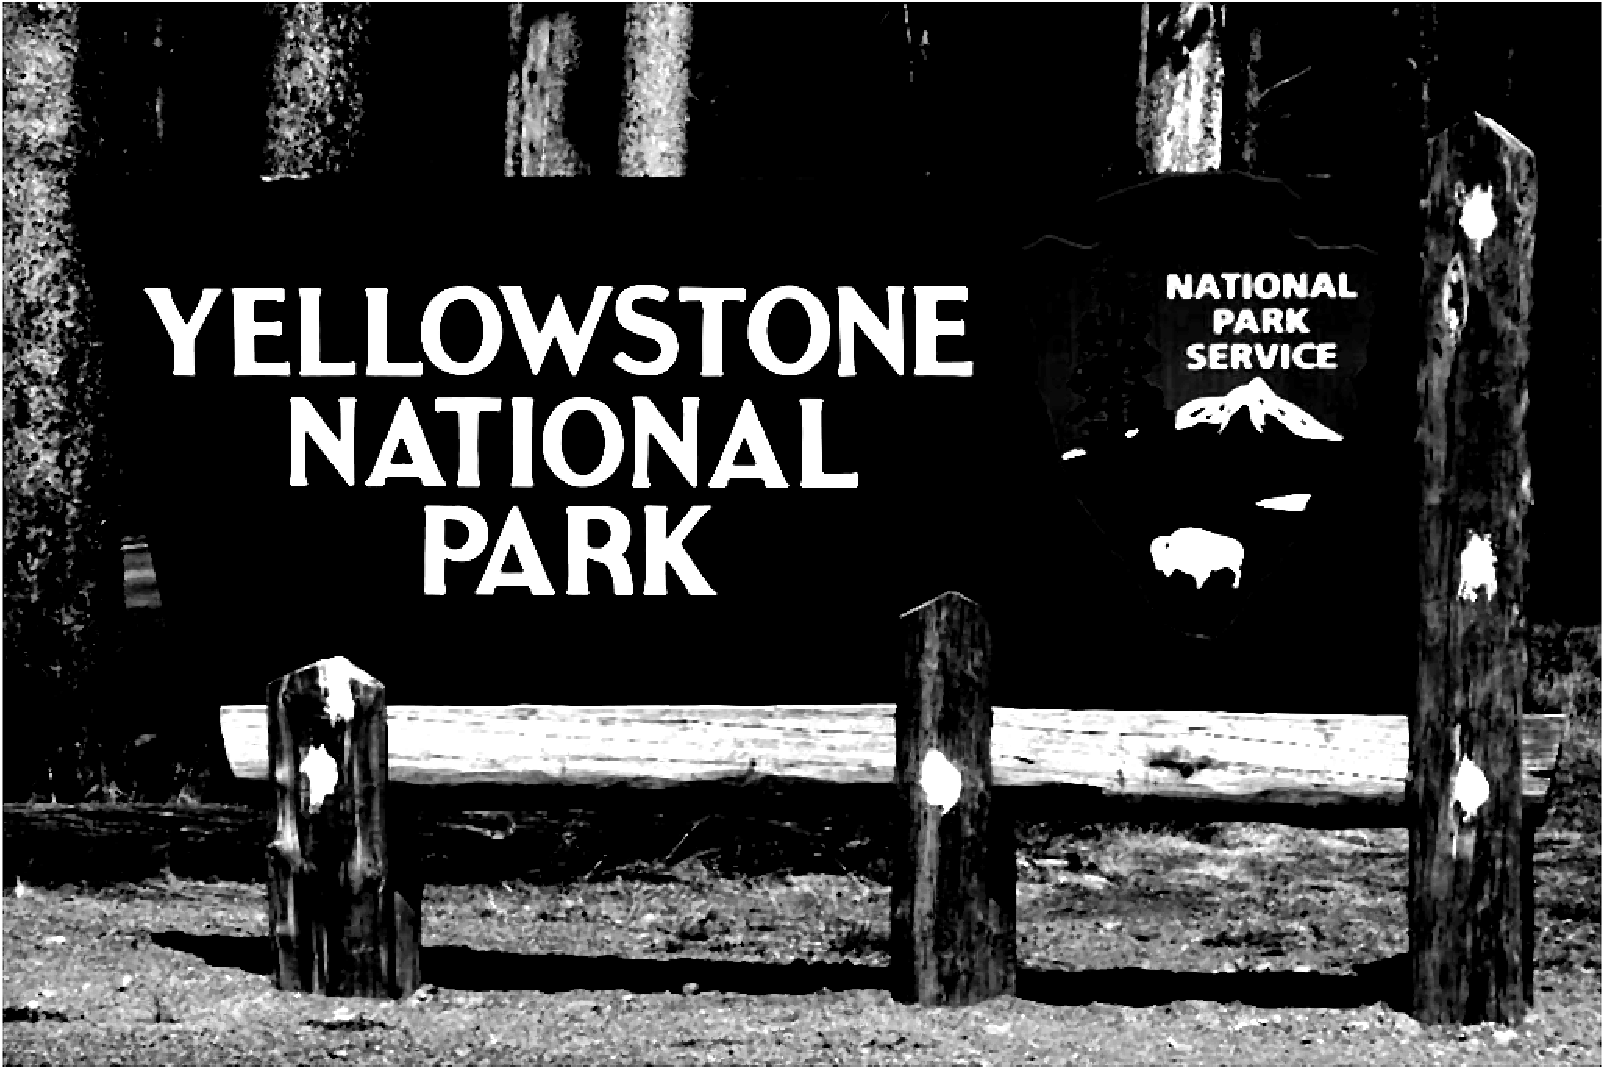 YELLOWSTONE
NATIONAL
PARK
NATIONAL
PARK
SERVICE